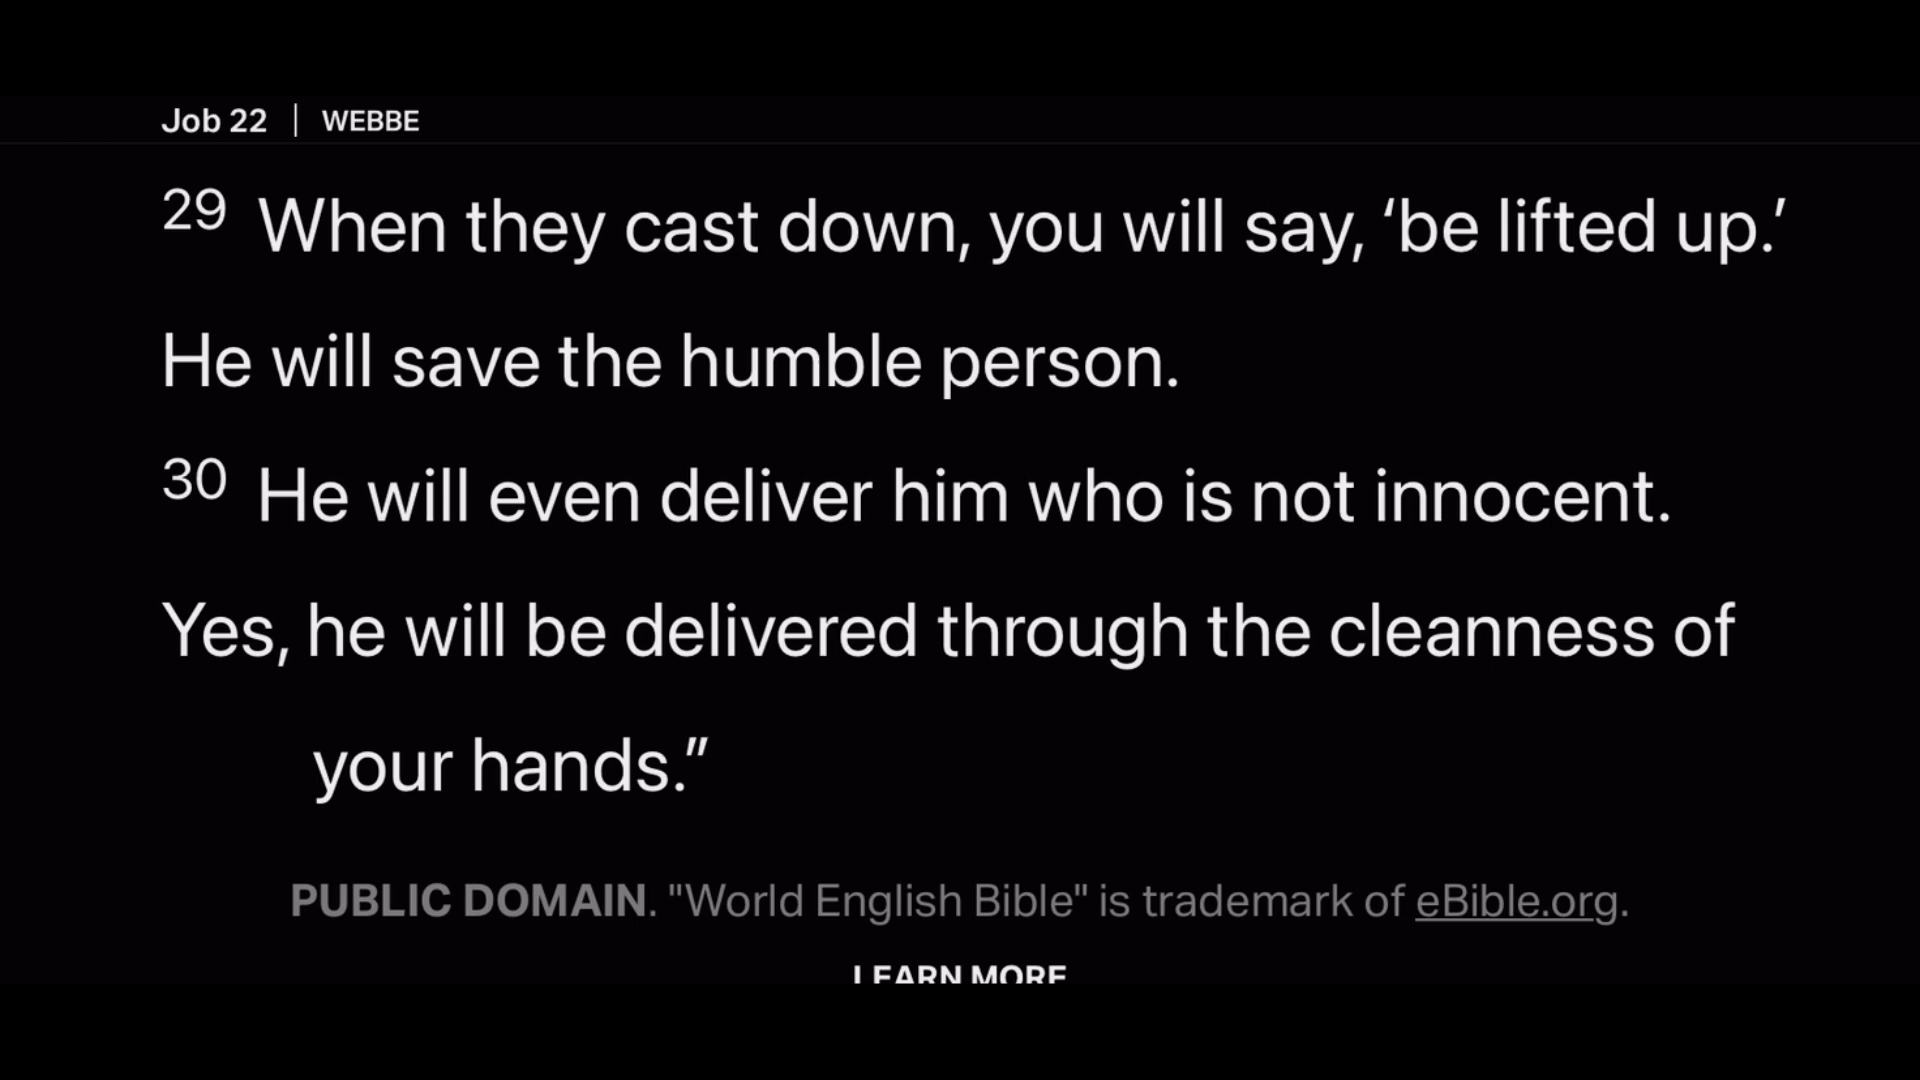 Job 22 | WEBBE
29 When they cast down, you will say, ‘be lifted up.’
He will save the humble person.
30 He will even deliver him who is not innocent.
Yes, he will be delivered through the cleanness of
your hands.”
PUBLIC DOMAIN. "World English Bible" is trademark of eBible.org.
LEARN MORE